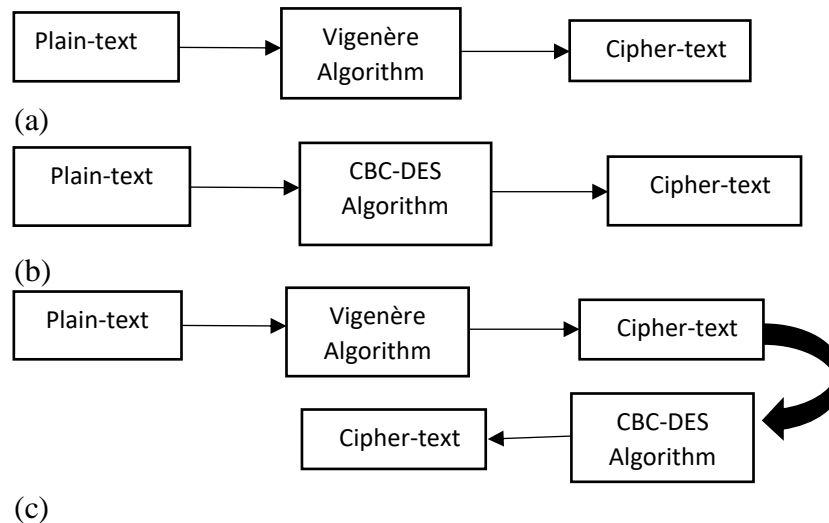 Plain-text
Vigenère
Algorithm
Cipher-text
(a)
Plain-text
CBC-DES
Algorithm
Cipher-text
(b)
Plain-text
Vigenère
Algorithm
Cipher-text
Cipher-text
CBC-DES
Algorithm
(c)